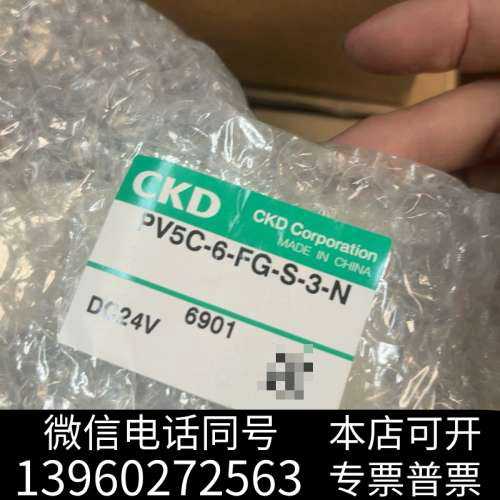 CKD
CKD Corporation
MADE IN CHINA
PV5C-6-FG-S-3-N
DC24V 6901
微信电话同号 本店可开
13960272563 专票普票